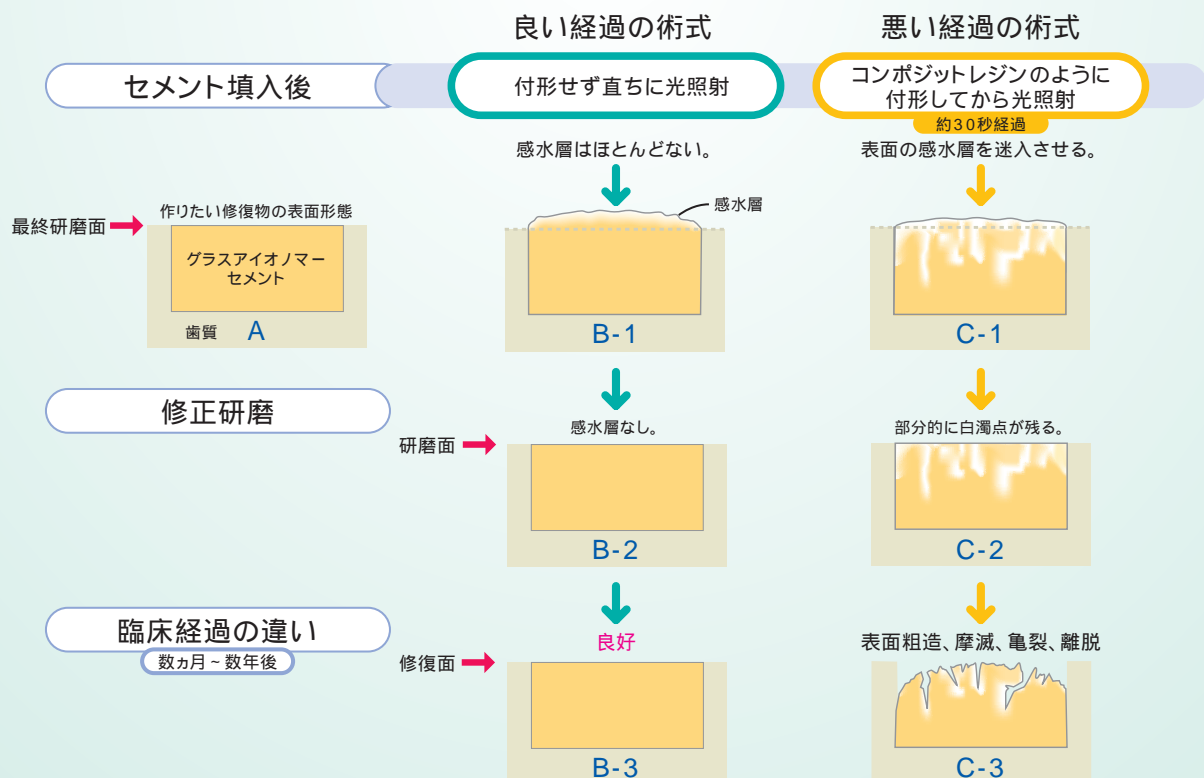 良い経過の術式
悪い経過の術式
セメント填入後
付形せず直ちに光照射
コンポジットレジンのように
付形してから光照射
約30秒経過
感水層はほとんどない。
表面の感水層を迷入させる。
感水層
最終研磨面
作りたい修復物の表面形態
グラスアイオノマー
セメント
歯質
A
B-1
C-1
修正研磨
感水層なし。
部分的に白濁点が残る。
研磨面
B-2
C-2
臨床経過の違い
数ヵ月~数年後
良好
表面粗造、摩滅、亀裂、離脱
修復面
B-3
C-3